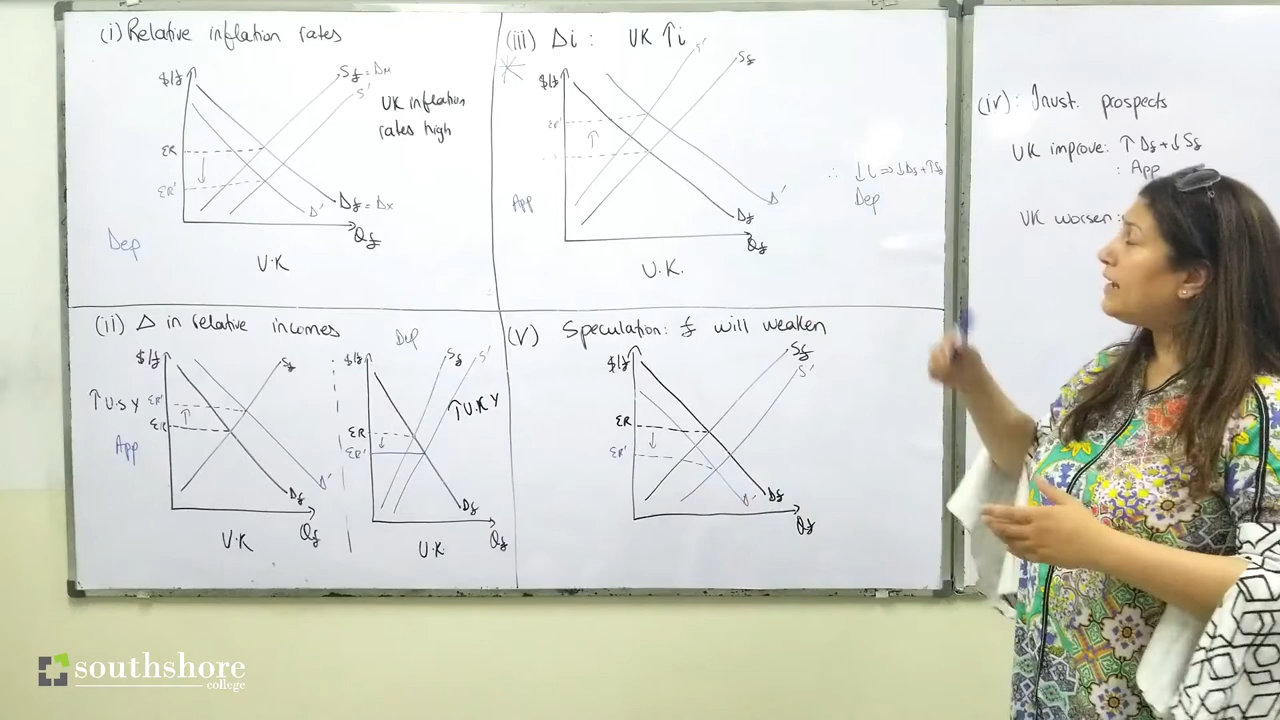 (i) Relative inflation rates
$/£
S£ = DM
S'
UK inflation
rates high
ER
ER'
D'
D£ = DX
Q£
Dep
U.K
(ii) Δ in relative incomes
$/£
S£
↑ U.S Y
ER'
ER
App
D'
D£
Q£
U.K
Dep
$/£
S£
S'
↑ U.K Y
ER
ER'
D£
Q£
U.K.
(iii) Δi : UK ↑i
$/£
S'
S£
ER'
App
D'
D£
Q£
U.K.
∴ ↓i ⇒ ↓D£ + ↑S£
Dep
(v) Speculation: £ will weaken
$/£
S£
S'
ER
ER'
D'
D£
Q£
(iv): Inust. prospects
UK improve: ↑ D£ + ↓ S£
: App
UK worsen:
southshore
college